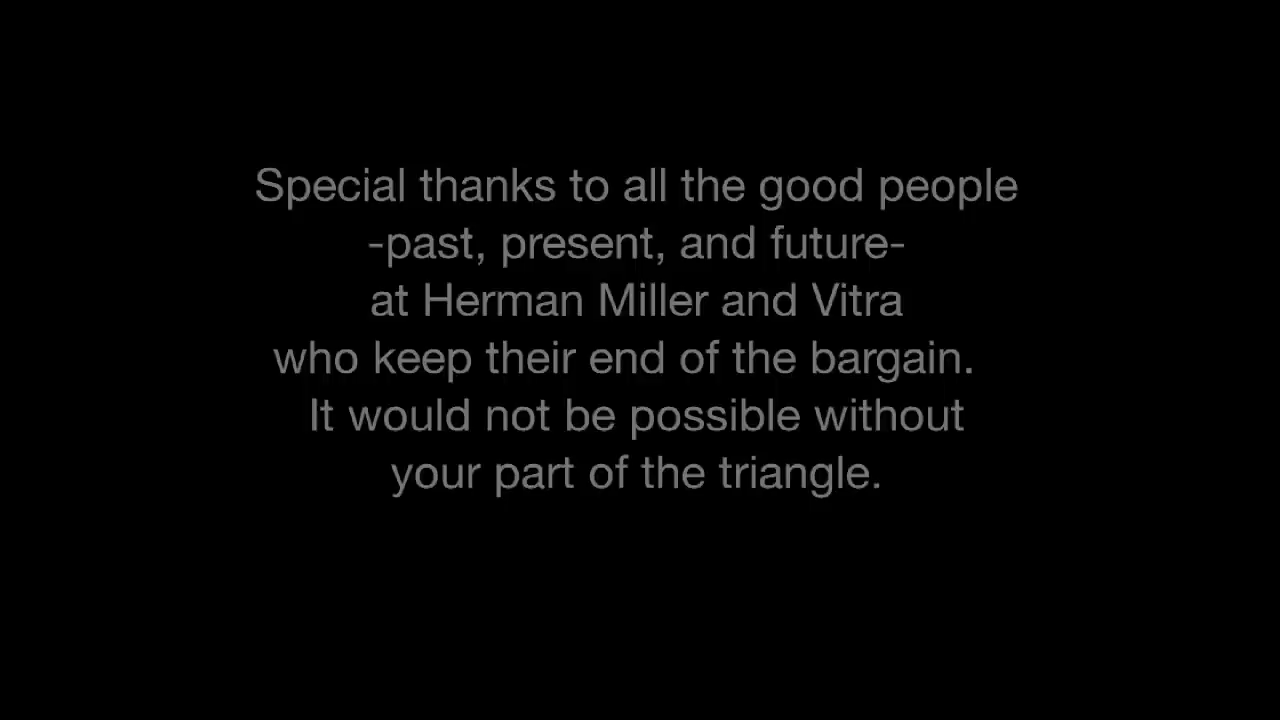 Special thanks to all the good people
-past, present, and future-
at Herman Miller and Vitra
who keep their end of the bargain.
It would not be possible without
your part of the triangle.